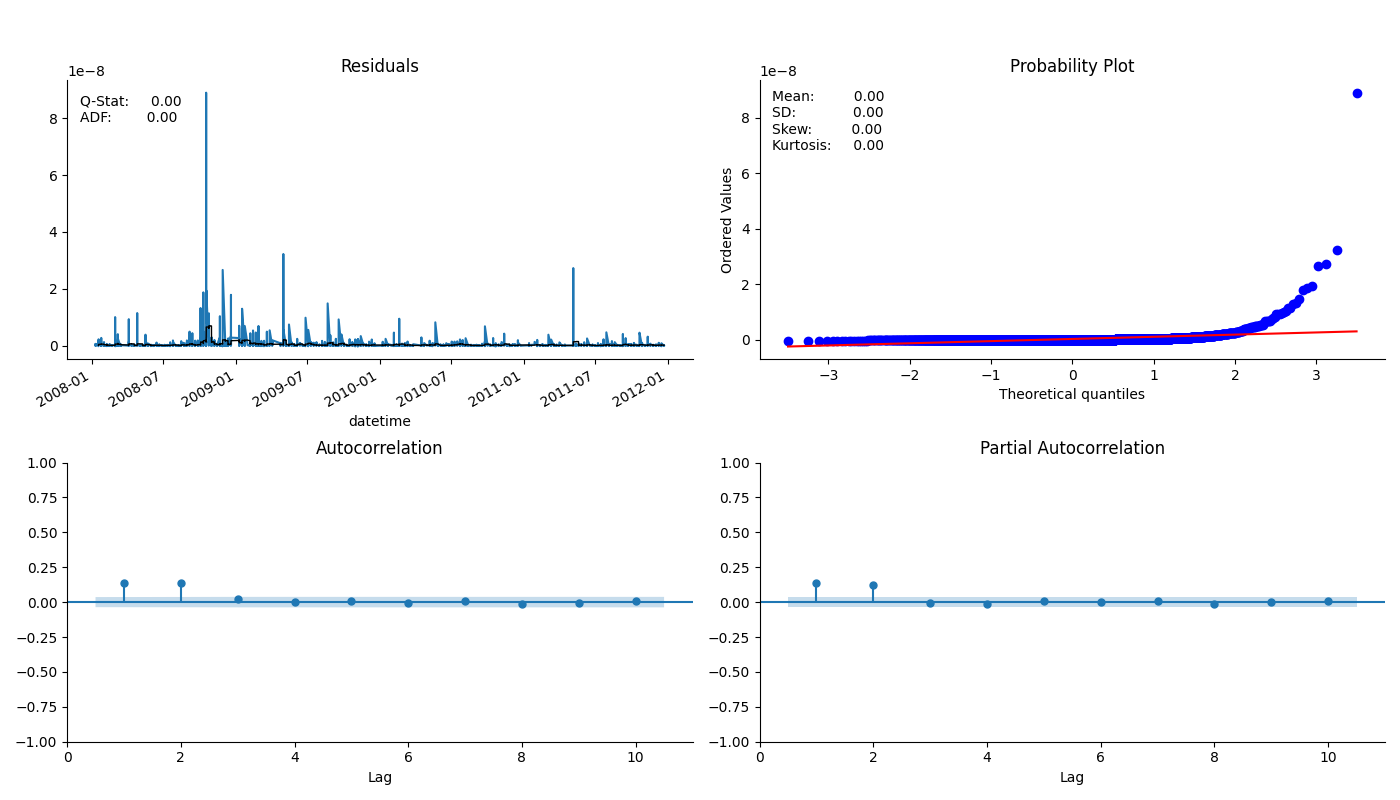 Residuals
1e−8
Q-Stat: 0.00
ADF: 0.00
8
6
4
2
0
2008-01
2008-07
2009-01
2009-07
2010-01
2010-07
2011-01
2011-07
2012-01
datetime
Probability Plot
1e−8
Mean: 0.00
SD: 0.00
Skew: 0.00
Kurtosis: 0.00
Ordered Values
8
6
4
2
0
−3 −2 −1 0 1 2 3
Theoretical quantiles
Autocorrelation
1.00
0.75
0.50
0.25
0.00
−0.25
−0.50
−0.75
−1.00
0 2 4 6 8 10
Lag
Partial Autocorrelation
1.00
0.75
0.50
0.25
0.00
−0.25
−0.50
−0.75
−1.00
0 2 4 6 8 10
Lag